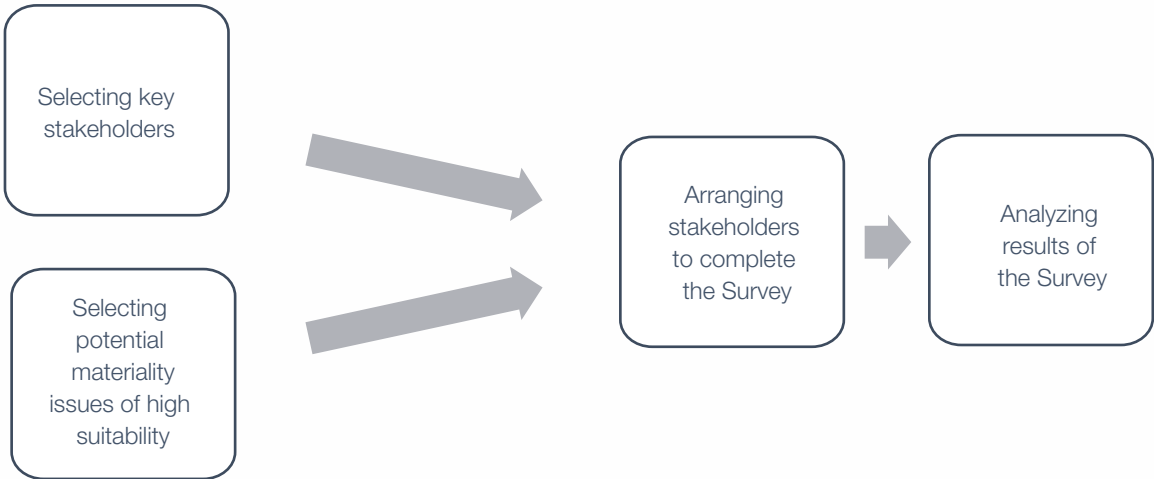 Selecting key
stakeholders
Selecting
potential
materiality
issues of high
suitability
Arranging
stakeholders
to complete
the Survey
Analyzing
results of
the Survey